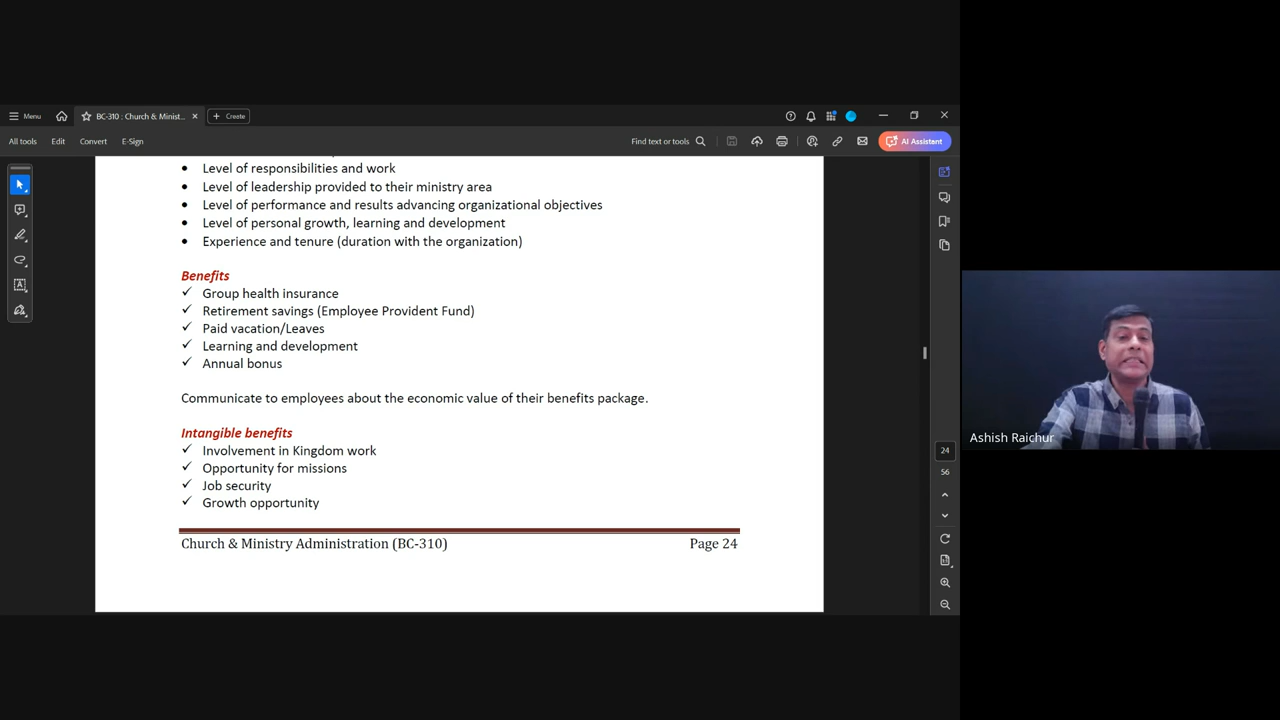 Menu
BC-310 : Church & Minist...
Create
All tools
Edit
Convert
E-Sign
Find text or tools
AI Assistant
• Level of responsibilities and work
• Level of leadership provided to their ministry area
• Level of performance and results advancing organizational objectives
• Level of personal growth, learning and development
• Experience and tenure (duration with the organization)
Benefits
✓ Group health insurance
✓ Retirement savings (Employee Provident Fund)
✓ Paid vacation/Leaves
✓ Learning and development
✓ Annual bonus
Communicate to employees about the economic value of their benefits package.
Intangible benefits
✓ Involvement in Kingdom work
✓ Opportunity for missions
✓ Job security
✓ Growth opportunity
Church & Ministry Administration (BC-310) Page 24
24
56
Ashish Raichur